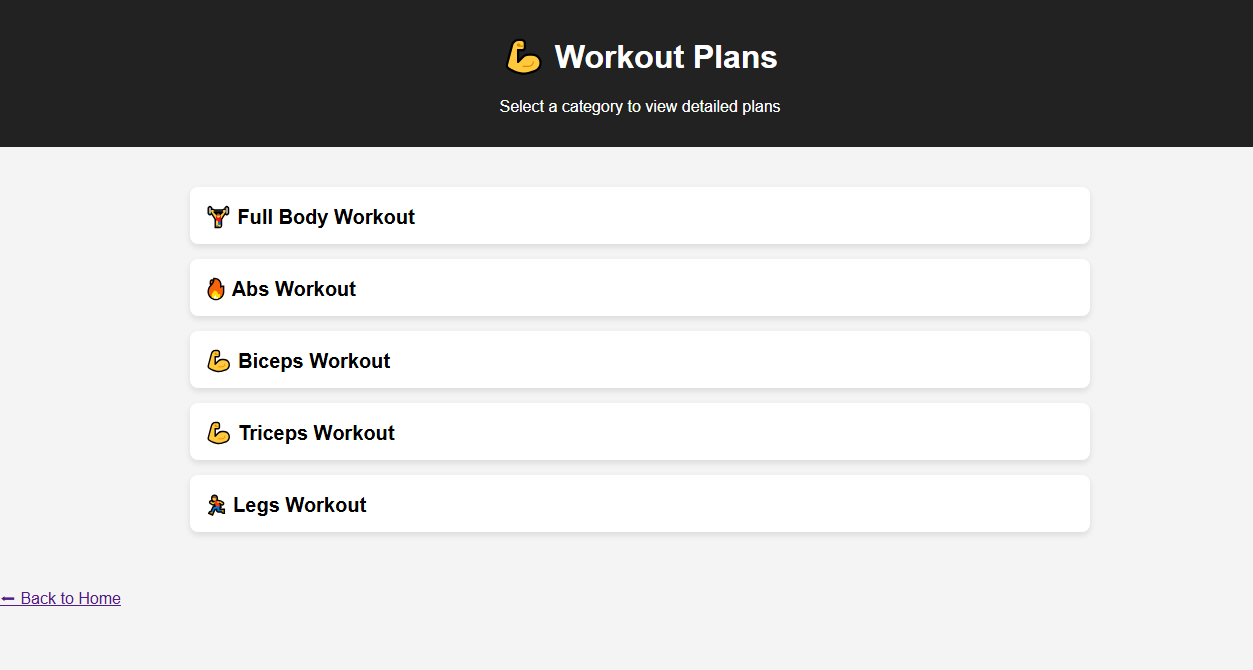 💪 Workout Plans
Select a category to view detailed plans
🏋️ Full Body Workout
🔥 Abs Workout
💪 Biceps Workout
💪 Triceps Workout
🏃 Legs Workout
⬅ Back to Home